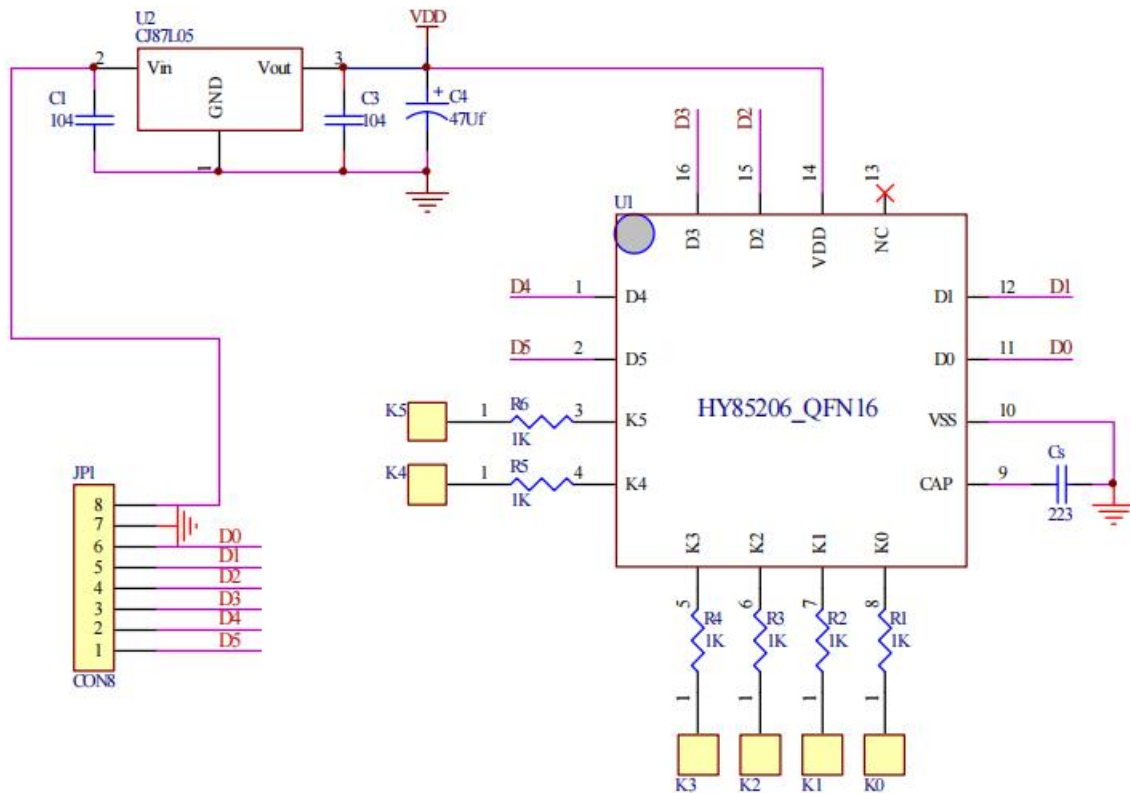 U2
CJ87L05
VDD
2
Vin
Vout
3
GND
1
C1
104
C3
104
+
C4
47Uf
D3
D2
16
15
14
13
U1
D3
D2
VDD
NC
D4
1
D4
D1
12
D1
D5
2
D5
D0
11
D0
HY85206_QFN16
K5
1
R6
1K
3
K5
VSS
10
K4
1
R5
1K
4
K4
CAP
9
Cs
223
K3
K2
K1
K0
5
6
7
8
R4
1K
R3
1K
R2
1K
R1
1K
1
1
1
1
K3
K2
K1
K0
JP1
8
7
6
D0
5
D1
4
D2
3
D3
2
D4
1
D5
CON8